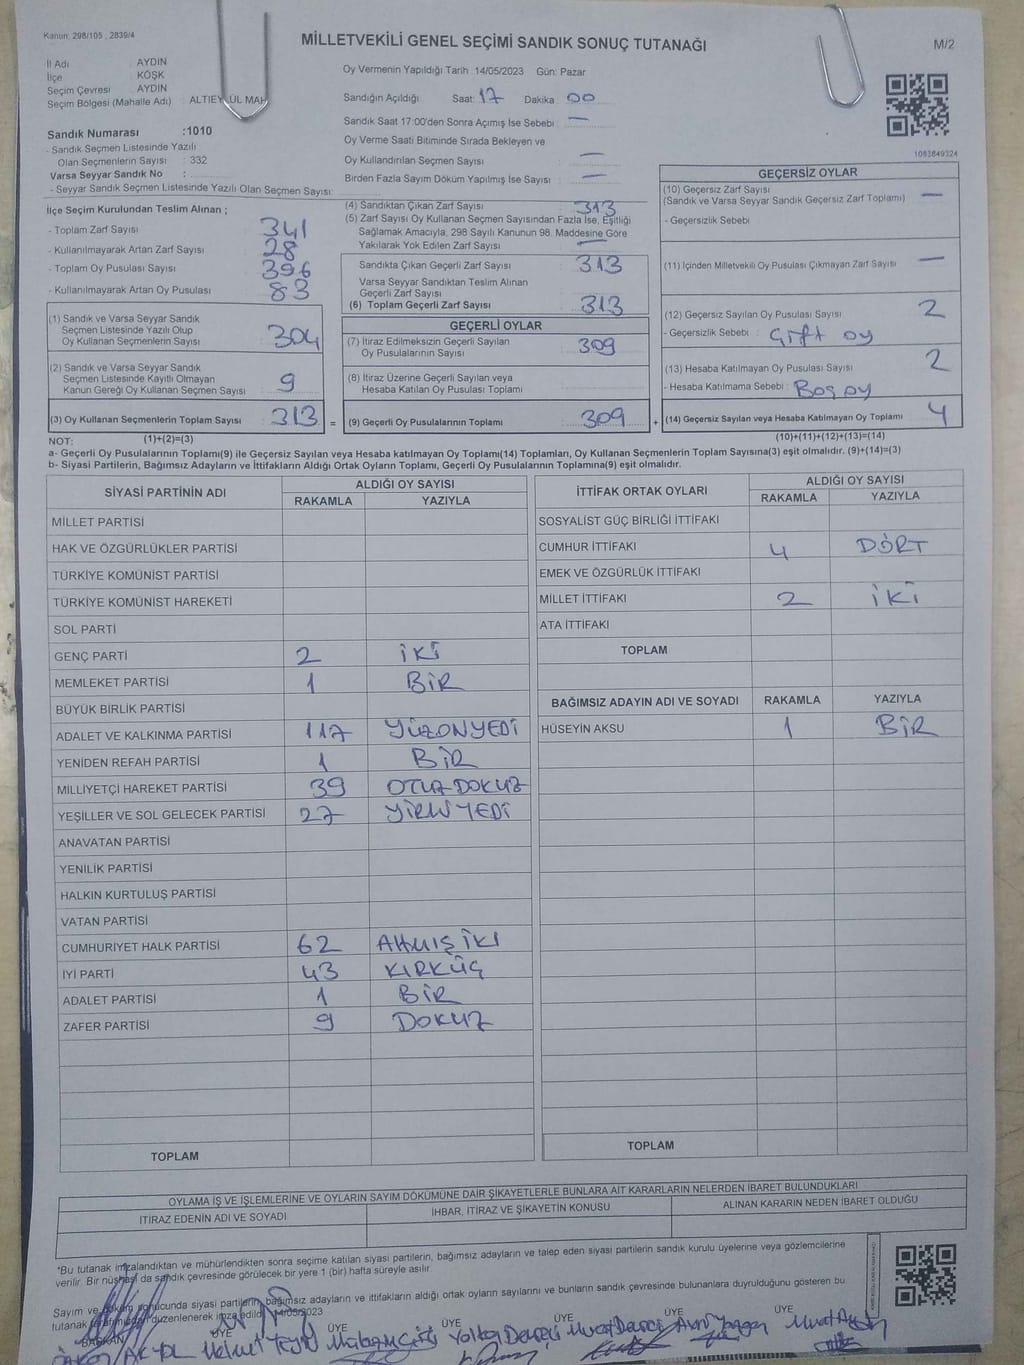 Kanun: 298/105 , 2839/4
MİLLETVEKİLİ GENEL SEÇİMİ SANDIK SONUÇ TUTANAĞI
M/2
İl Adı AYDIN
İlçe KÖŞK
Seçim Çevresi AYDIN
Seçim Bölgesi (Mahalle Adı) : ALTIEYLÜL MAH
Sandık Numarası :1010
- Sandık Seçmen Listesinde Yazılı
Olan Seçmenlerin Sayısı : 332
Varsa Seyyar Sandık No :
- Seyyar Sandık Seçmen Listesinde Yazılı Olan Seçmen Sayısı:
Oy Vermenin Yapıldığı Tarih :14/05/2023 Gün: Pazar
Sandığın Açıldığı Saat: 17 Dakika: 00
Sandık Saat 17:00'den Sonra Açılmış İse Sebebi : —
Oy Verme Saati Bitiminde Sırada Bekleyen ve
Oy Kullandırılan Seçmen Sayısı : —
Birden Fazla Sayım Döküm Yapılmış İse Sayısı : —
1083849324
İlçe Seçim Kurulundan Teslim Alınan ;
- Toplam Zarf Sayısı : 341
- Kullanılmayarak Artan Zarf Sayısı : 28
- Toplam Oy Pusulası Sayısı : 396
- Kullanılmayarak Artan Oy Pusulası : 83
(1) Sandık ve Varsa Seyyar Sandık
Seçmen Listesinde Yazılı Olup
Oy Kullanan Seçmenlerin Sayısı : 304
(2) Sandık ve Varsa Seyyar Sandık
Seçmen Listesinde Kayıtlı Olmayan
Kanun Gereği Oy Kullanan Seçmen Sayısı : 9
(3) Oy Kullanan Seçmenlerin Toplam Sayısı : 313
(4) Sandıktan Çıkan Zarf Sayısı : 313
(5) Zarf Sayısı Oy Kullanan Seçmen Sayısından Fazla İse, Eşitliği
Sağlamak Amacıyla, 298 Sayılı Kanunun 98. Maddesine Göre
Yakılarak Yok Edilen Zarf Sayısı : —
Sandıkta Çıkan Geçerli Zarf Sayısı : 313
Varsa Seyyar Sandıktan Teslim Alınan
Geçerli Zarf Sayısı :
(6) Toplam Geçerli Zarf Sayısı : 313
GEÇERLİ OYLAR
(7) İtiraz Edilmeksizin Geçerli Sayılan
Oy Pusulalarının Sayısı : 309
(8) İtiraz Üzerine Geçerli Sayılan veya
Hesaba Katılan Oy Pusulası Toplamı :
= (9) Geçerli Oy Pusulalarının Toplamı : 309 +
GEÇERSİZ OYLAR
(10) Geçersiz Zarf Sayısı
(Sandık ve Varsa Seyyar Sandık Geçersiz Zarf Toplamı) : —
- Geçersizlik Sebebi :
(11) İçinden Milletvekili Oy Pusulası Çıkmayan Zarf Sayısı : —
(12) Geçersiz Sayılan Oy Pusulası Sayısı : 2
- Geçersizlik Sebebi : Çift oy
(13) Hesaba Katılmayan Oy Pusulası Sayısı : 2
- Hesaba Katılmama Sebebi : Boş oy
(14) Geçersiz Sayılan veya Hesaba Katılmayan Oy Toplamı : 4
NOT: (1)+(2)=(3)
(10)+(11)+(12)+(13)=(14)
a- Geçerli Oy Pusulalarının Toplamı(9) ile Geçersiz Sayılan veya Hesaba katılmayan Oy Toplamı(14) Toplamları, Oy Kullanan Seçmenlerin Toplam Sayısına(3) eşit olmalıdır. (9)+(14)=(3)
b- Siyasi Partilerin, Bağımsız Adayların ve İttifakların Aldığı Ortak Oyların Toplamı, Geçerli Oy Pusulalarının Toplamına(9) eşit olmalıdır.
SİYASİ PARTİNİN ADI ALDIĞI OY SAYISI
RAKAMLA YAZIYLA
MİLLET PARTİSİ
HAK VE ÖZGÜRLÜKLER PARTİSİ
TÜRKİYE KOMÜNİST PARTİSİ
TÜRKİYE KOMÜNİST HAREKETİ
SOL PARTİ
GENÇ PARTİ 2 İKİ
MEMLEKET PARTİSİ 1 BİR
BÜYÜK BİRLİK PARTİSİ
ADALET VE KALKINMA PARTİSİ 117 YÜZONYEDİ
YENİDEN REFAH PARTİSİ 1 BİR
MİLLİYETÇİ HAREKET PARTİSİ 39 OTUZDOKUZ
YEŞİLLER VE SOL GELECEK PARTİSİ 27 YİRMİYEDİ
ANAVATAN PARTİSİ
YENİLİK PARTİSİ
HALKIN KURTULUŞ PARTİSİ
VATAN PARTİSİ
CUMHURİYET HALK PARTİSİ 62 ALTMIŞİKİ
İYİ PARTİ 43 KIRKÜÇ
ADALET PARTİSİ 1 BİR
ZAFER PARTİSİ 9 DOKUZ
TOPLAM
İTTİFAK ORTAK OYLARI ALDIĞI OY SAYISI
RAKAMLA YAZIYLA
SOSYALİST GÜÇ BİRLİĞİ İTTİFAKI
CUMHUR İTTİFAKI 4 DÖRT
EMEK VE ÖZGÜRLÜK İTTİFAKI
MİLLET İTTİFAKI 2 İKİ
ATA İTTİFAKI
TOPLAM
BAĞIMSIZ ADAYIN ADI VE SOYADI RAKAMLA YAZIYLA
HÜSEYİN AKSU 1 BİR
TOPLAM
OYLAMA İŞ VE İŞLEMLERİNE VE OYLARIN SAYIM DÖKÜMÜNE DAİR ŞİKAYETLERLE BUNLARA AİT KARARLARIN NELERDEN İBARET BULUNDUKLARI
İTİRAZ EDENİN ADI VE SOYADI İHBAR, İTİRAZ VE ŞİKAYETİN KONUSU ALINAN KARARIN NEDEN İBARET OLDUĞU
*Bu tutanak imzalandıktan ve mühürlendikten sonra seçime katılan siyasi partilerin, bağımsız adayların ve talep eden siyasi partilerin sandık kurulu üyelerine veya gözlemcilerine
verilir. Bir nüshası da sandık çevresinde görülecek bir yere 1 (bir) hafta süreyle asılır.
Sayım ve döküm sonucunda siyasi partilerin, bağımsız adayların ve ittifakların aldığı ortak oyların sayılarını ve bunların sandık çevresinde bulunanlara duyrulduğunu gösteren bu
tutanak tarafımızdan düzenlenerek imza edildi. 14/05/2023
BAŞKAN ÜYE ÜYE ÜYE ÜYE ÜYE ÜYE